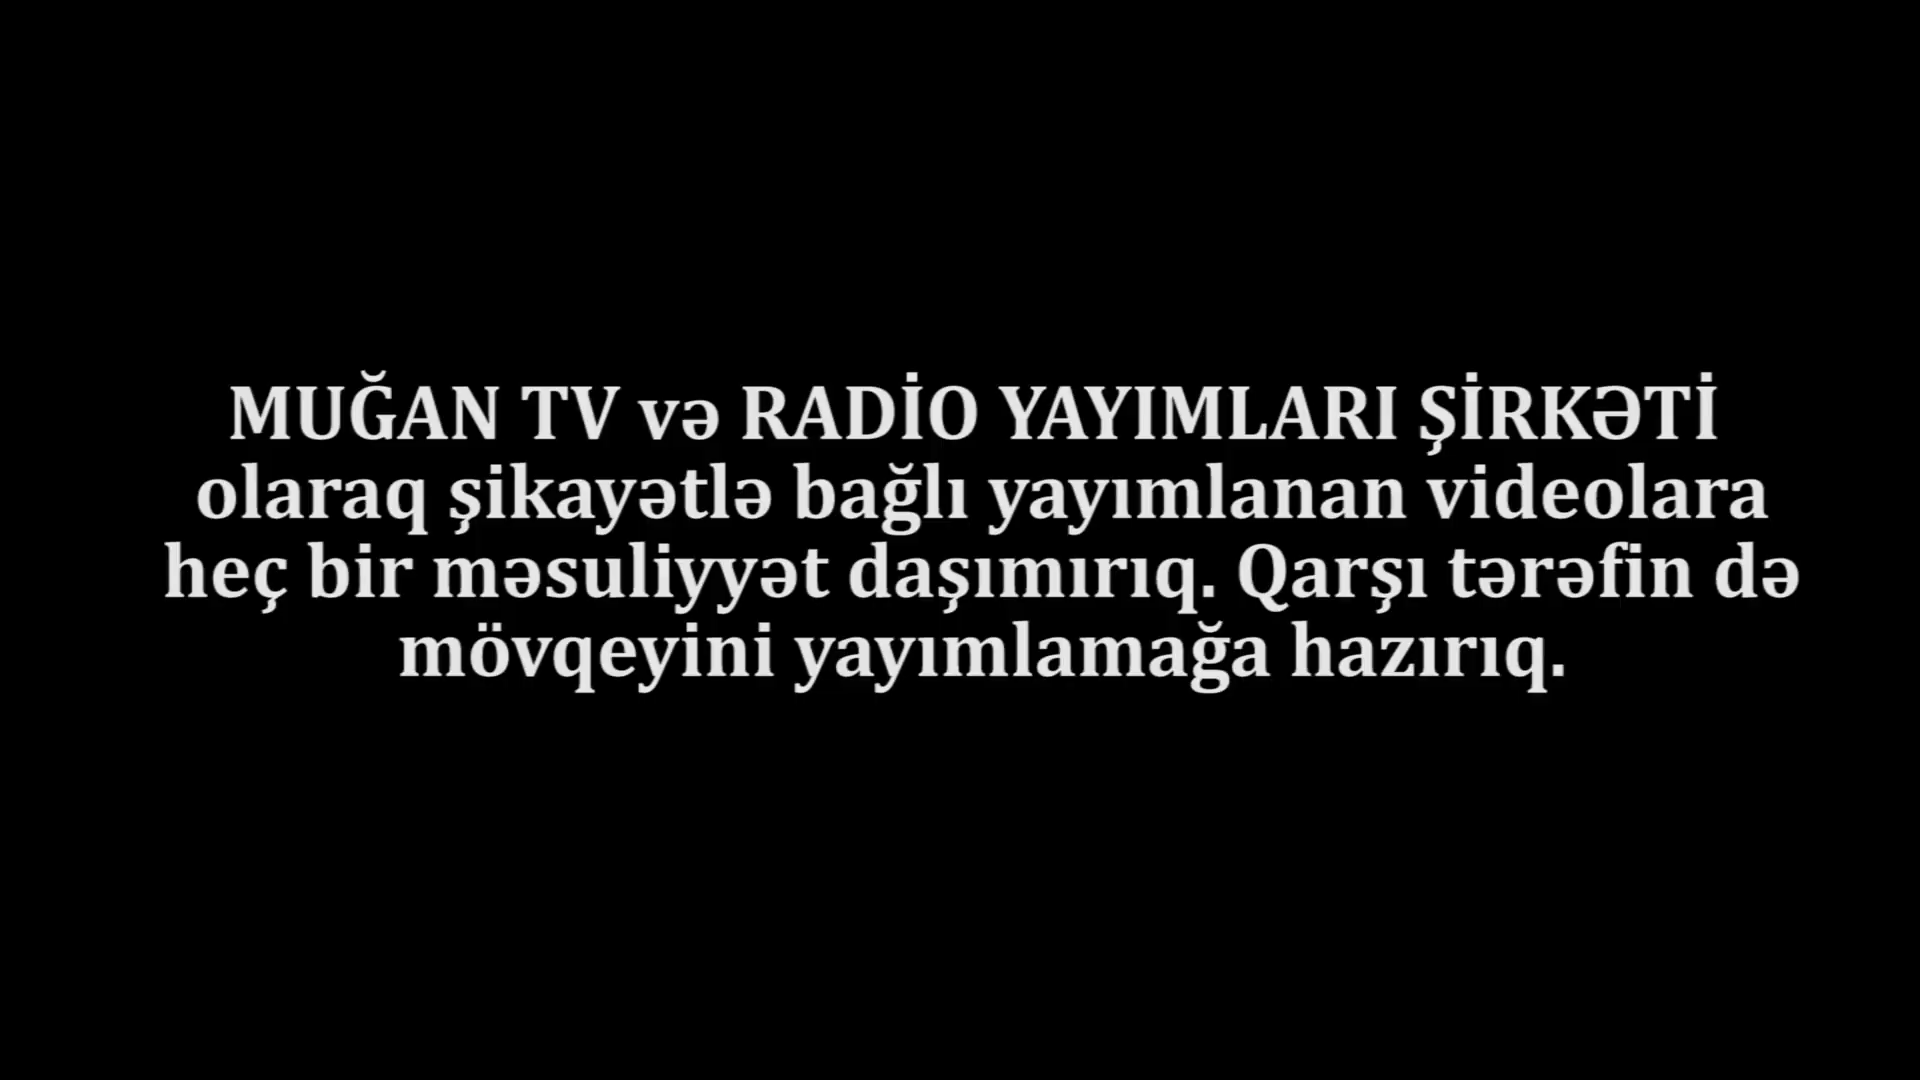 MUĞAN TV və RADİO YAYIMLARI ŞİRKƏTİ
olaraq şikayətlə bağlı yayımlanan videolara
heç bir məsuliyyət daşımırıq. Qarşı tərəfin də
mövqeyini yayımlamağa hazırıq.